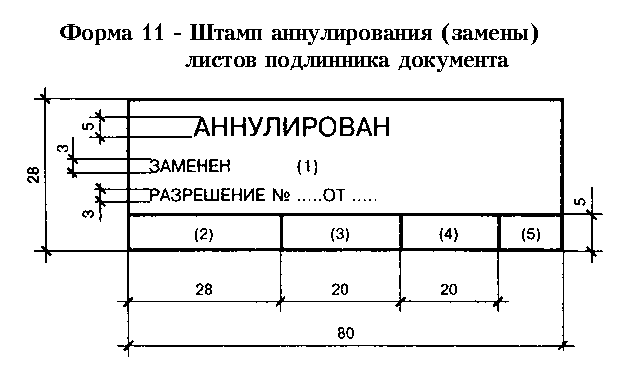 Форма 11 - Штамп аннулирования (замены)
листов подлинника документа
5
АННУЛИРОВАН
3
ЗАМЕНЕН (1)
28
РАЗРЕШЕНИЕ № .....ОТ .....
3
5
(2) (3) (4) (5)
28 20 20
80